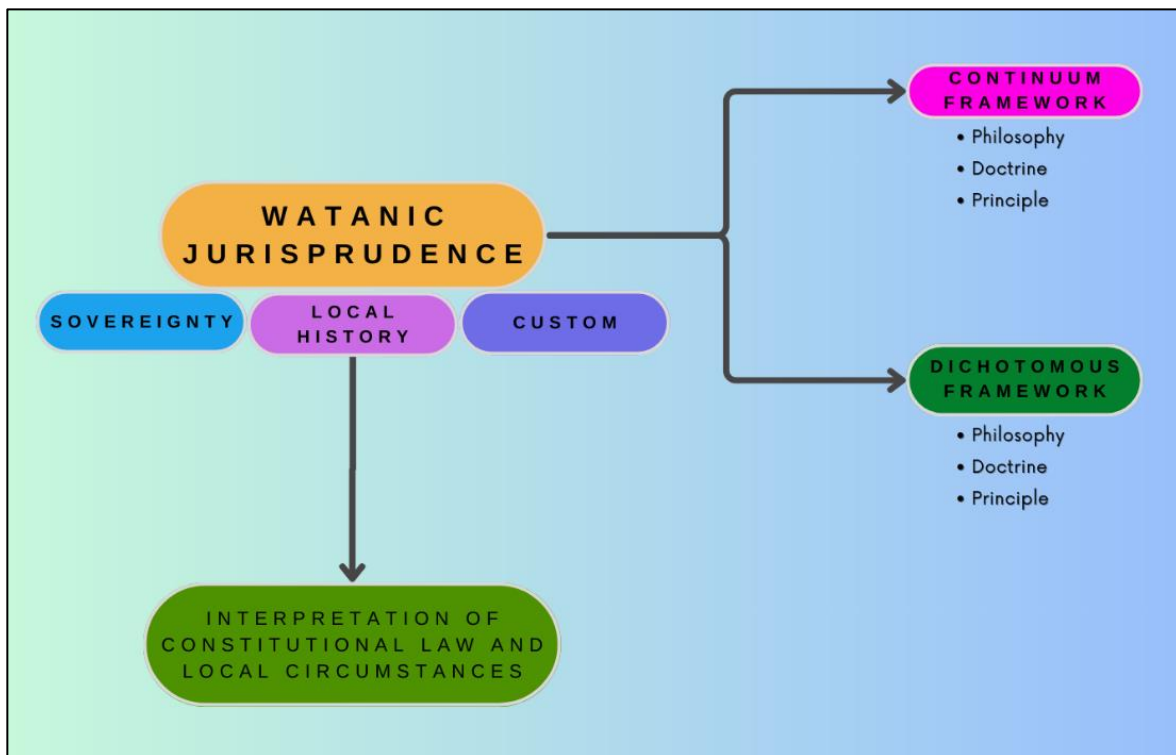 CONTINUUM
FRAMEWORK
• Philosophy
• Doctrine
• Principle
WATANIC
JURISPRUDENCE
SOVEREIGNTY
LOCAL
HISTORY
CUSTOM
DICHOTOMOUS
FRAMEWORK
• Philosophy
• Doctrine
• Principle
INTERPRETATION OF
CONSTITUTIONAL LAW AND
LOCAL CIRCUMSTANCES